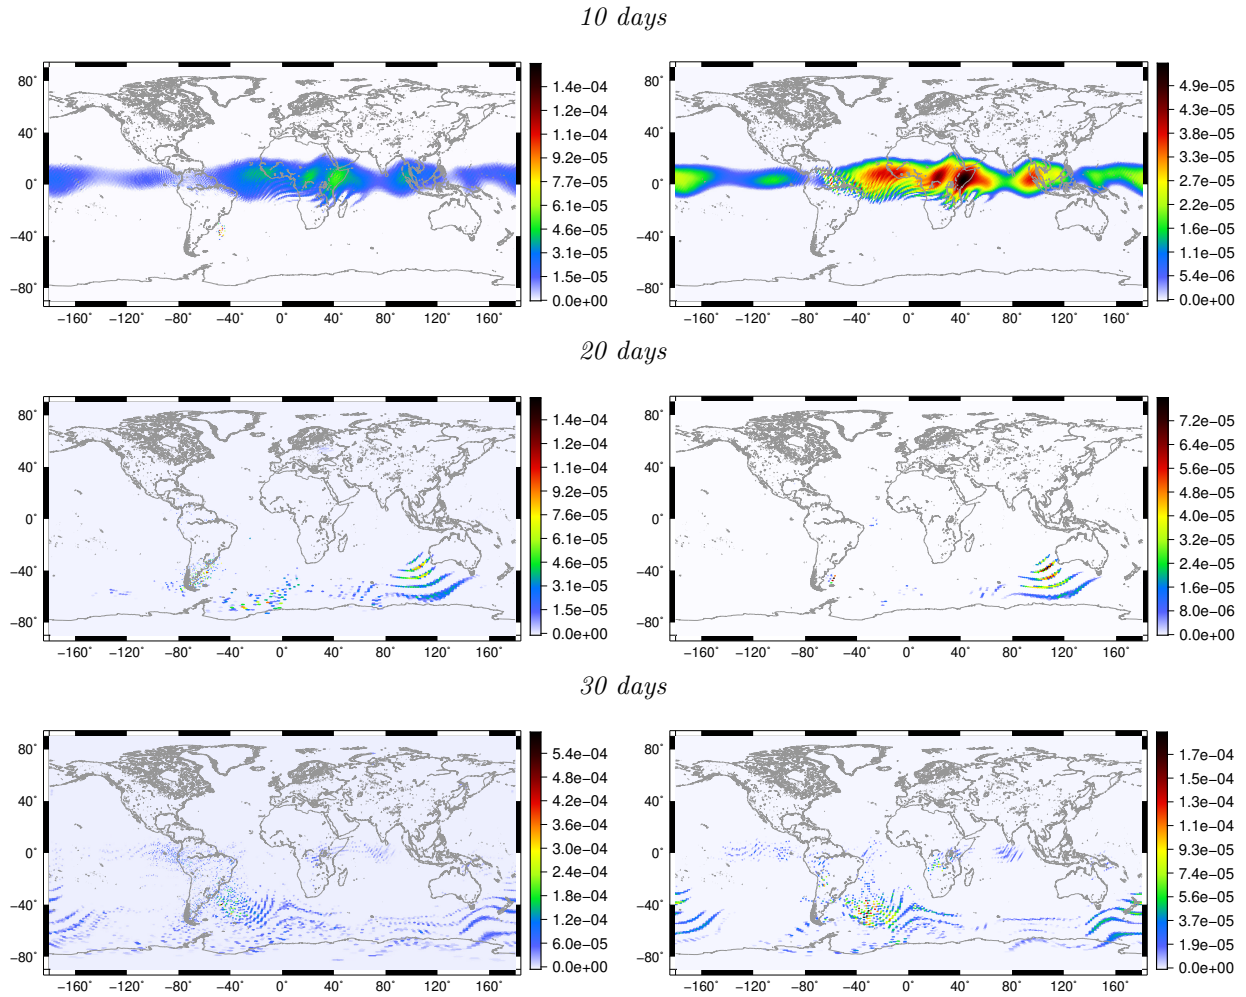 10 days
80°
40°
0°
−40°
−80°
−160° −120° −80° −40° 0° 40° 80° 120° 160°
1.4e−04
1.2e−04
1.1e−04
9.2e−05
7.7e−05
6.1e−05
4.6e−05
3.1e−05
1.5e−05
0.0e+00
80°
40°
0°
−40°
−80°
−160° −120° −80° −40° 0° 40° 80° 120° 160°
4.9e−05
4.3e−05
3.8e−05
3.3e−05
2.7e−05
2.2e−05
1.6e−05
1.1e−05
5.4e−06
0.0e+00
20 days
80°
40°
0°
−40°
−80°
−160° −120° −80° −40° 0° 40° 80° 120° 160°
1.4e−04
1.2e−04
1.1e−04
9.2e−05
7.6e−05
6.1e−05
4.6e−05
3.1e−05
1.5e−05
0.0e+00
80°
40°
0°
−40°
−80°
−160° −120° −80° −40° 0° 40° 80° 120° 160°
7.2e−05
6.4e−05
5.6e−05
4.8e−05
4.0e−05
3.2e−05
2.4e−05
1.6e−05
8.0e−06
0.0e+00
30 days
80°
40°
0°
−40°
−80°
−160° −120° −80° −40° 0° 40° 80° 120° 160°
5.4e−04
4.8e−04
4.2e−04
3.6e−04
3.0e−04
2.4e−04
1.8e−04
1.2e−04
6.0e−05
0.0e+00
80°
40°
0°
−40°
−80°
−160° −120° −80° −40° 0° 40° 80° 120° 160°
1.7e−04
1.5e−04
1.3e−04
1.1e−04
9.3e−05
7.4e−05
5.6e−05
3.7e−05
1.9e−05
0.0e+00